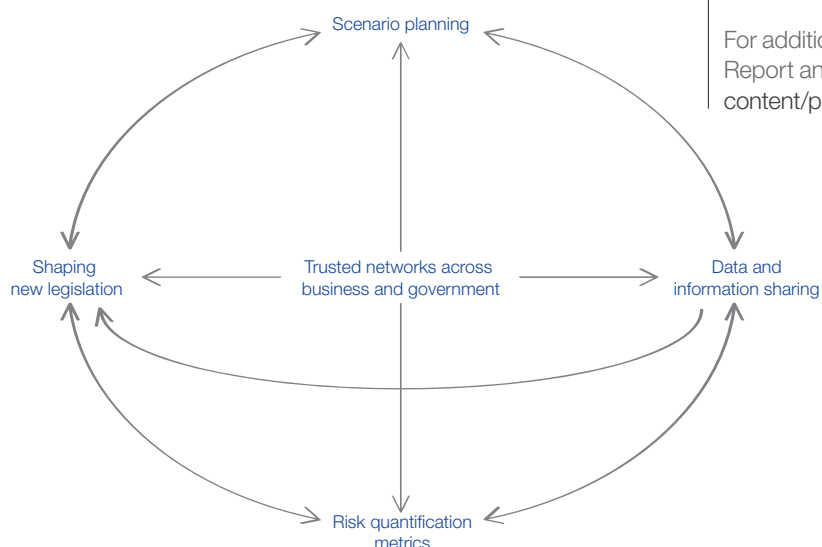 Scenario planning
For additio
Report an
content/p
Shaping
new legislation
Trusted networks across
business and government
Data and
information sharing
Risk quantification
metrics